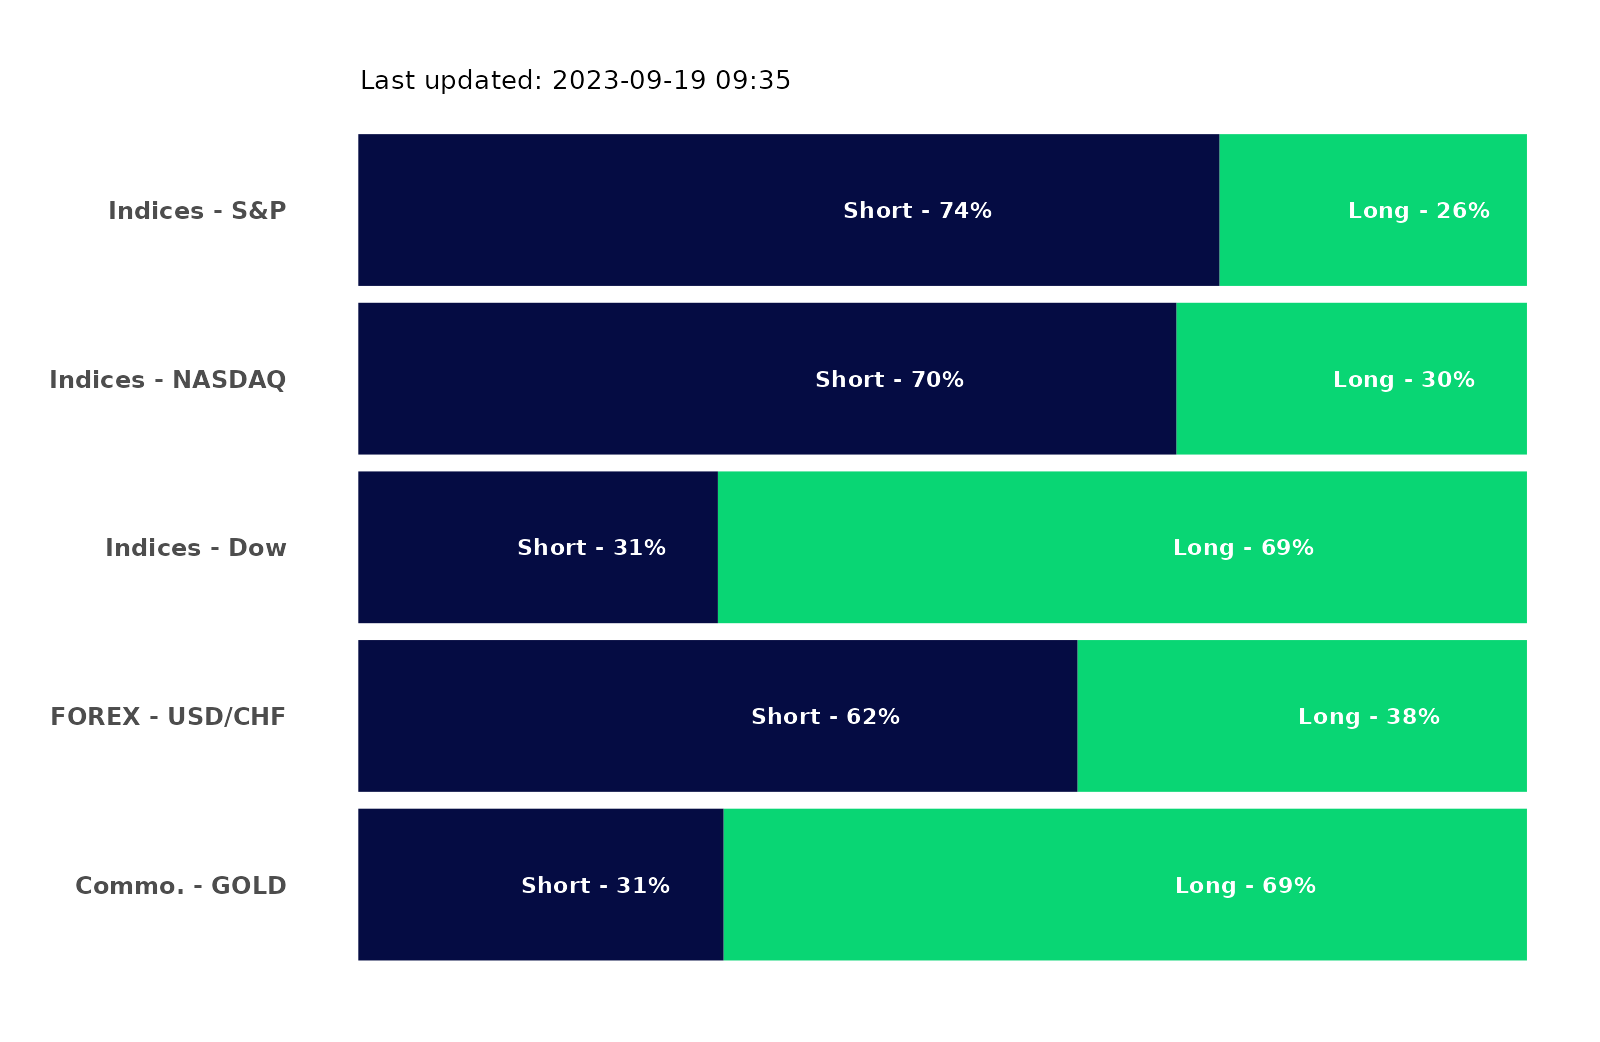 Last updated: 2023-09-19 09:35
Indices - S&P
Short - 74%
Long - 26%
Indices - NASDAQ
Short - 70%
Long - 30%
Indices - Dow
Short - 31%
Long - 69%
FOREX - USD/CHF
Short - 62%
Long - 38%
Commo. - GOLD
Short - 31%
Long - 69%